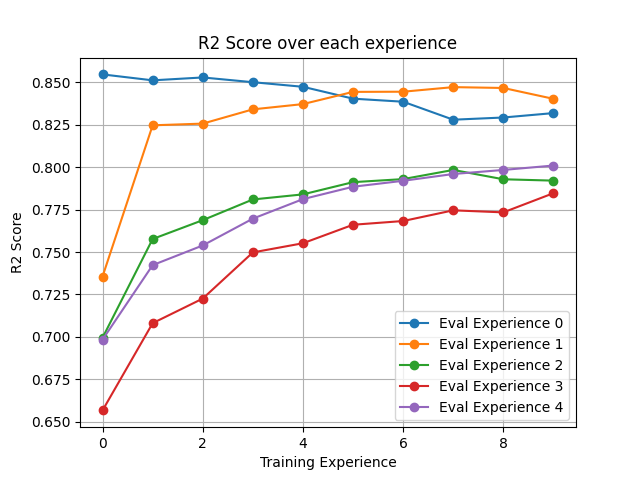 R2 Score over each experience
R2 Score
0.850
0.825
0.800
0.775
0.750
0.725
0.700
0.675
0.650
0
2
4
6
8
Training Experience
Eval Experience 0
Eval Experience 1
Eval Experience 2
Eval Experience 3
Eval Experience 4